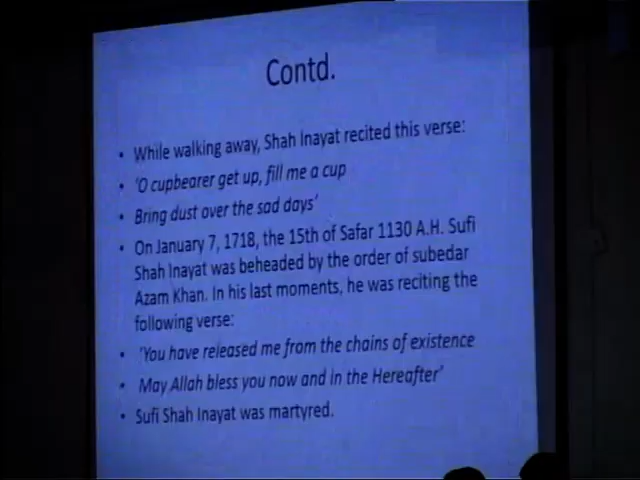 Contd.
• While walking away, Shah Inayat recited this verse:
• 'O cupbearer get up, fill me a cup
• Bring dust over the sad days'
• On January 7, 1718, the 15th of Safar 1130 A.H. Sufi
Shah Inayat was beheaded by the order of subedar
Azam Khan. In his last moments, he was reciting the
following verse:
• 'You have released me from the chains of existence
• May Allah bless you now and in the Hereafter'
• Sufi Shah Inayat was martyred.